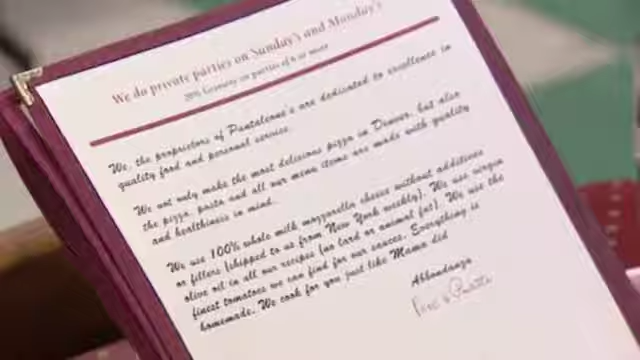 We do private parties on Sunday's and Monday's
20% Gratuity on parties of 6 or more
We, the proprietors of Pantaleone's are dedicated to excellence in
quality food and personal service.
We not only make the most delicious pizza in Denver, but also
the pizza, pasta and all our menu items are made with quality
and healthiness in mind.
We use 100% whole milk mozzarella cheese without additives
or fillers (shipped to us from New York weekly). We use virgin
olive oil in all our recipes (no lard or animal fat). We use the
finest tomatoes we can find for our sauces. Everything is
homemade. We cook for you just like Mama did
Abbondanza